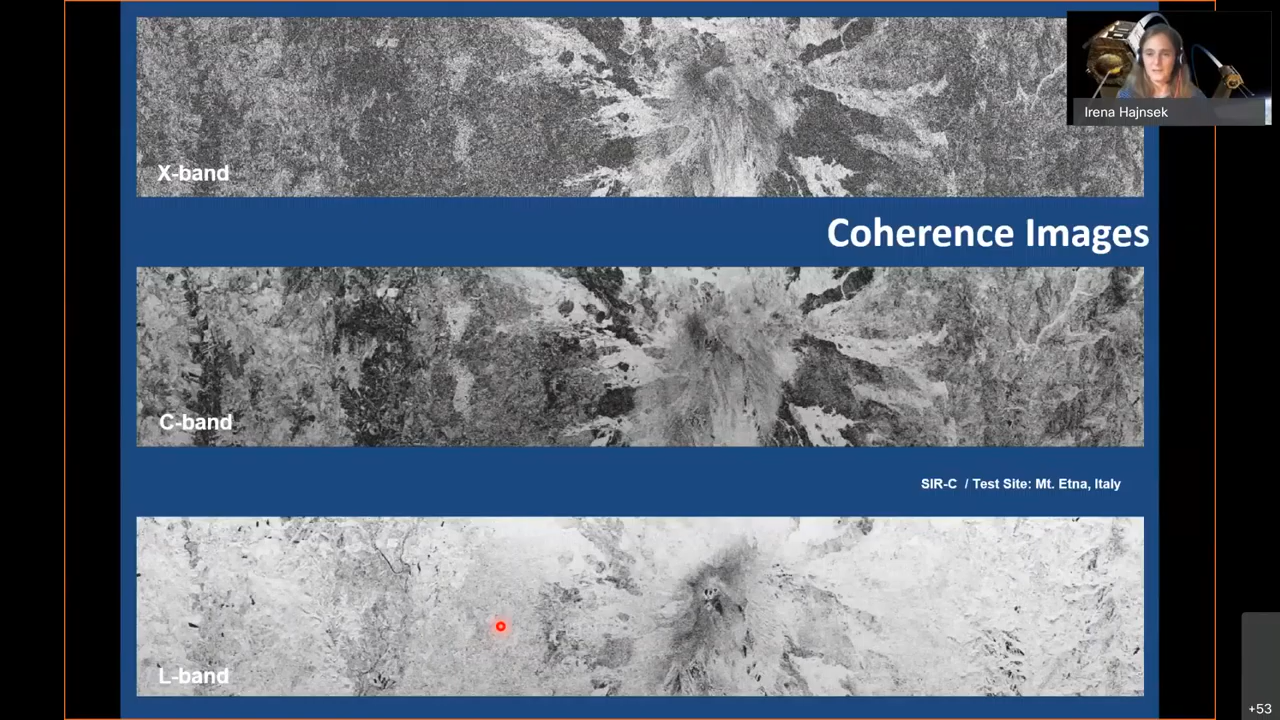 Irena Hajnsek
X-band
Coherence Images
C-band
SIR-C / Test Site: Mt. Etna, Italy
L-band
+53